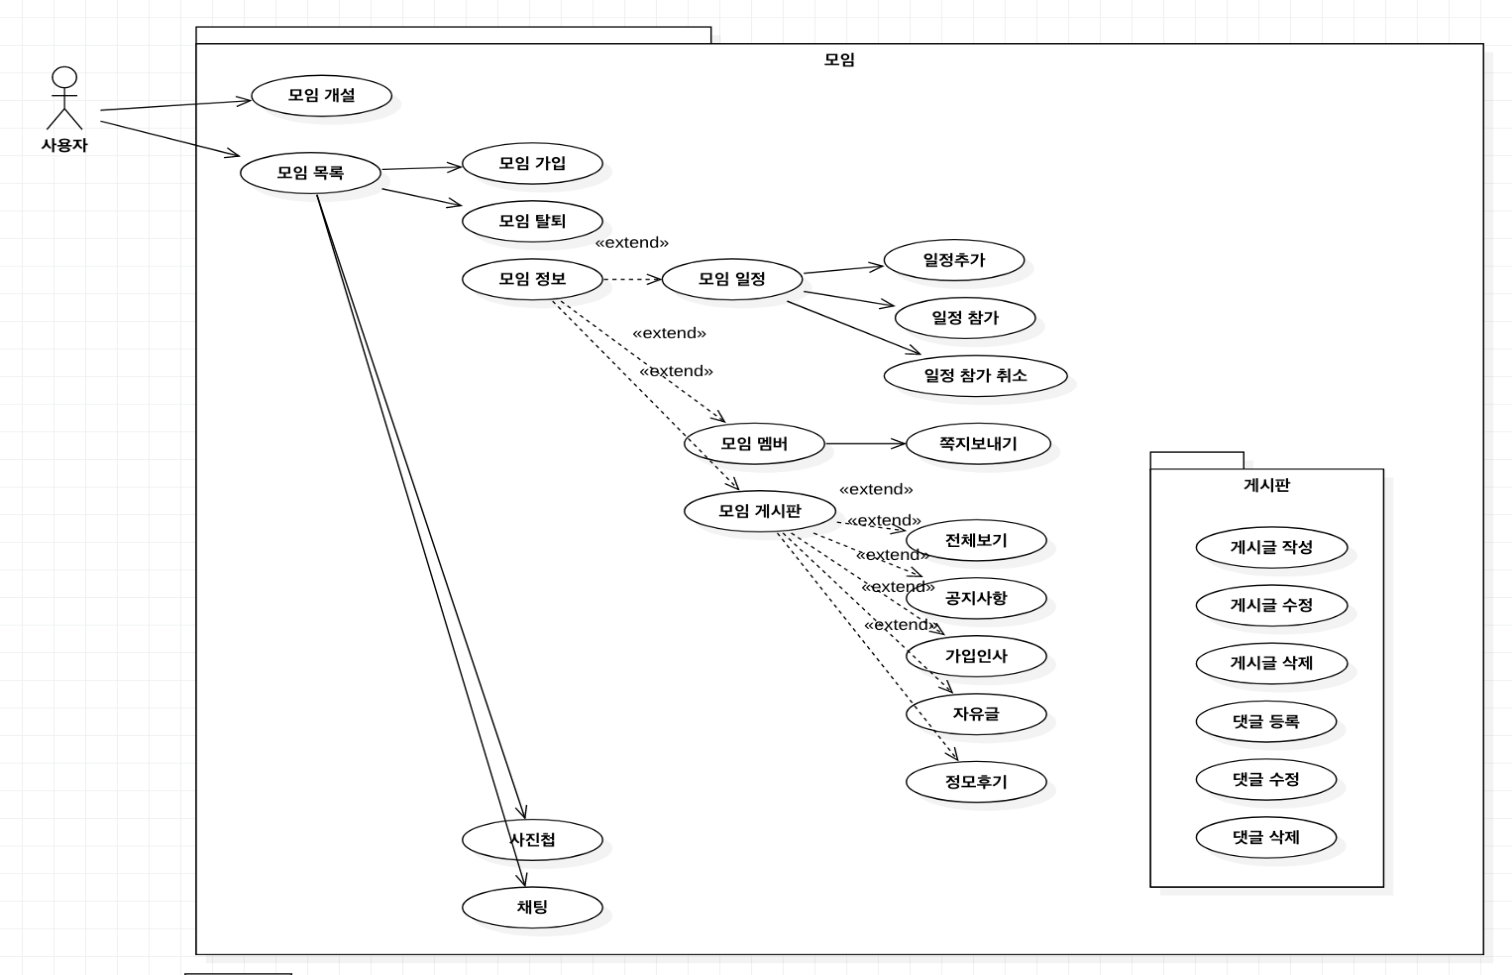 모임
사용자
모임 개설
모임 목록
모임 가입
모임 탈퇴
«extend»
모임 정보
모임 일정
일정추가
일정 참가
일정 참가 취소
«extend»
«extend»
모임 멤버
쪽지보내기
모임 게시판
«extend»
«extend»
«extend»
«extend»
«extend»
전체보기
공지사항
가입인사
자유글
정모후기
사진첩
채팅
게시판
게시글 작성
게시글 수정
게시글 삭제
댓글 등록
댓글 수정
댓글 삭제